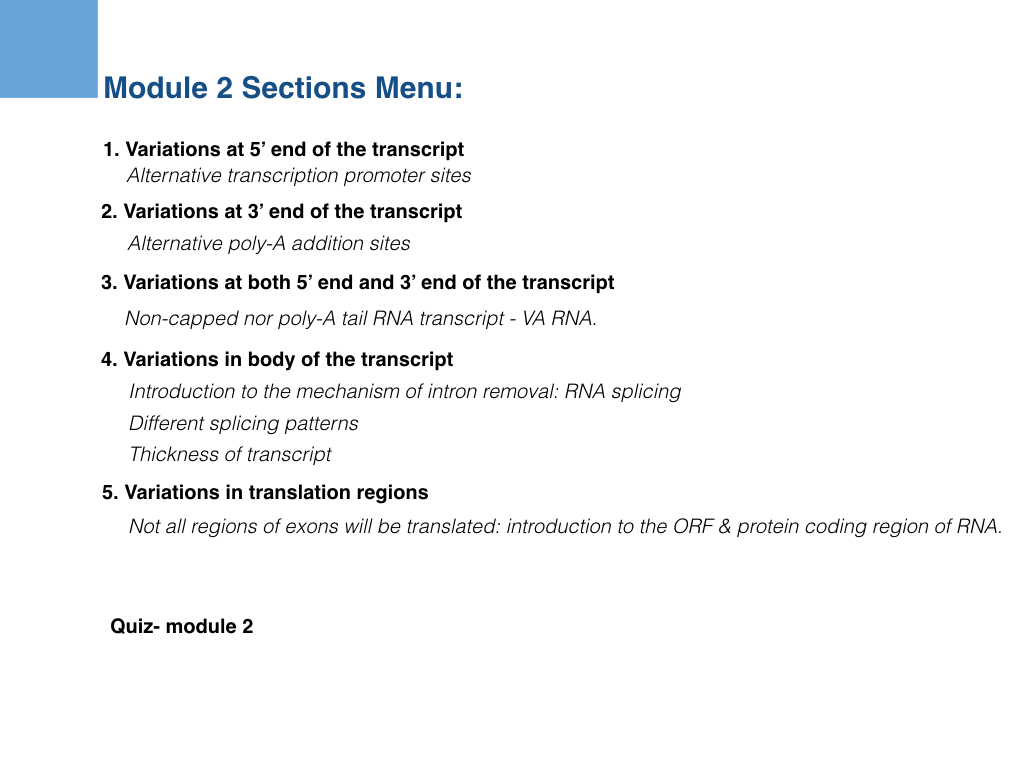 Module 2 Sections Menu:
1. Variations at 5’ end of the transcript
Alternative transcription promoter sites
2. Variations at 3’ end of the transcript
Alternative poly-A addition sites
3. Variations at both 5’ end and 3’ end of the transcript
Non-capped nor poly-A tail RNA transcript - VA RNA.
4. Variations in body of the transcript
Introduction to the mechanism of intron removal: RNA splicing
Different splicing patterns
Thickness of transcript
5. Variations in translation regions
Not all regions of exons will be translated: introduction to the ORF & protein coding region of RNA.
Quiz- module 2